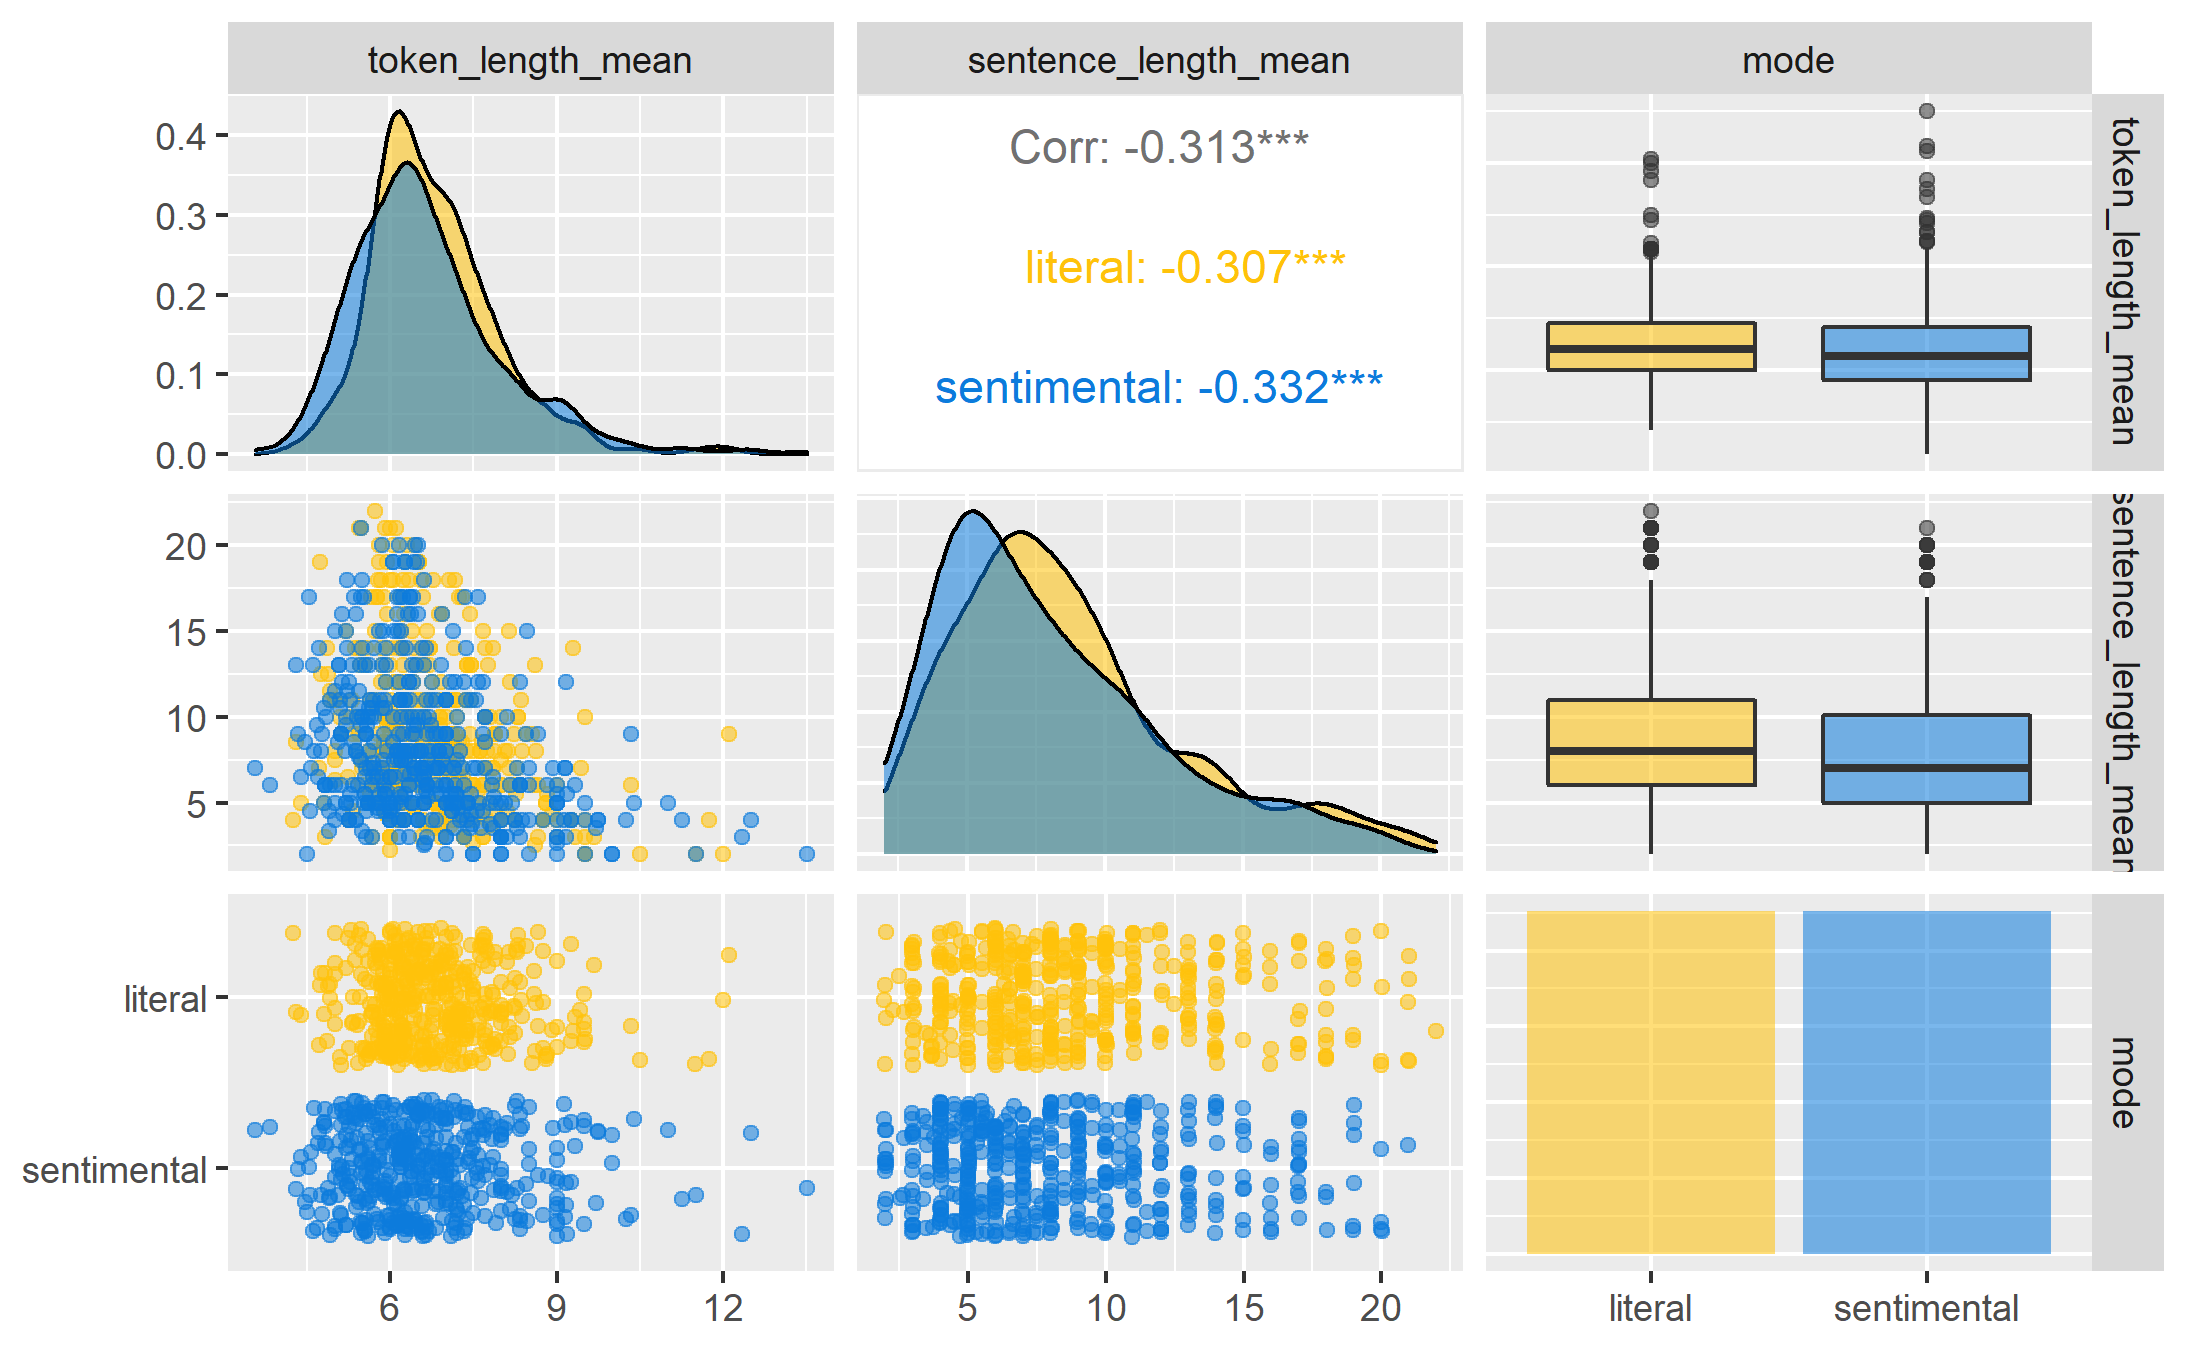 token_length_mean sentence_length_mean mode
0.4
0.3
0.2
0.1
0.0
Corr: -0.313***
literal: -0.307***
sentimental: -0.332***
token_length_mean
20
15
10
5
sentence_length_mean
literal
sentimental
mode
6 9 12
5 10 15 20
literal sentimental